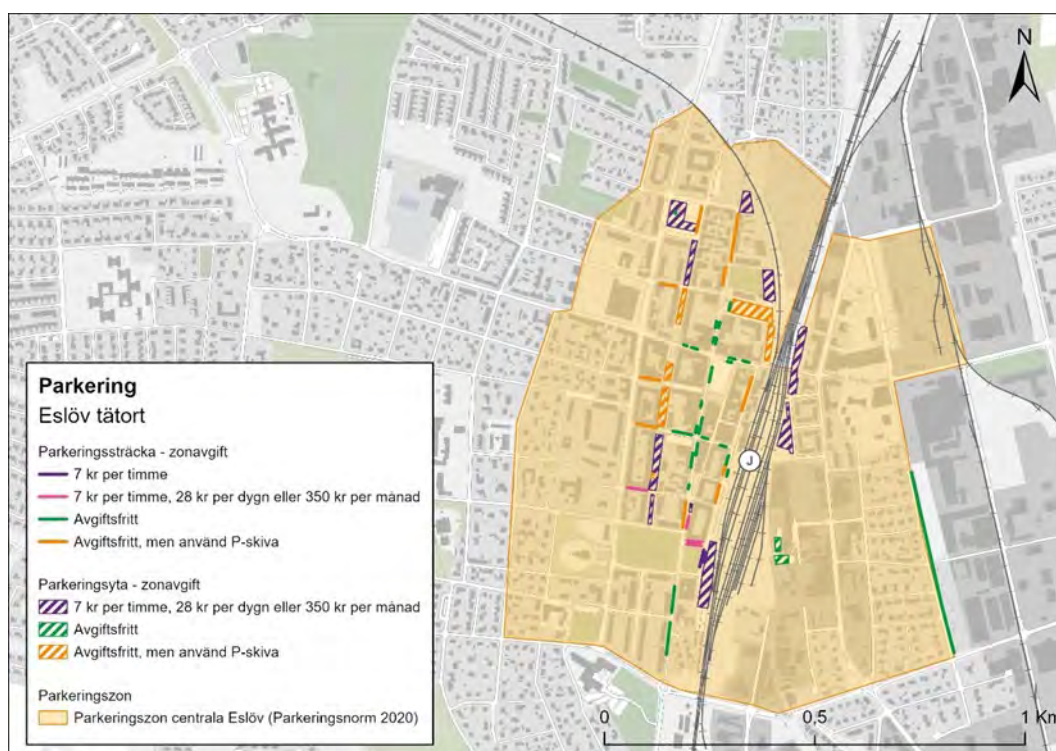 N
Parkering
Eslöv tätort
Parkeringssträcka - zonavgift
7 kr per timme
7 kr per timme, 28 kr per dygn eller 350 kr per månad
Avgiftsfritt
Avgiftsfritt, men använd P-skiva
Parkeringsyta - zonavgift
7 kr per timme, 28 kr per dygn eller 350 kr per månad
Avgiftsfritt
Avgiftsfritt, men använd P-skiva
Parkeringszon
Parkeringszon centrala Eslöv (Parkeringsnorm 2020)
J
0 0,5 1 Km